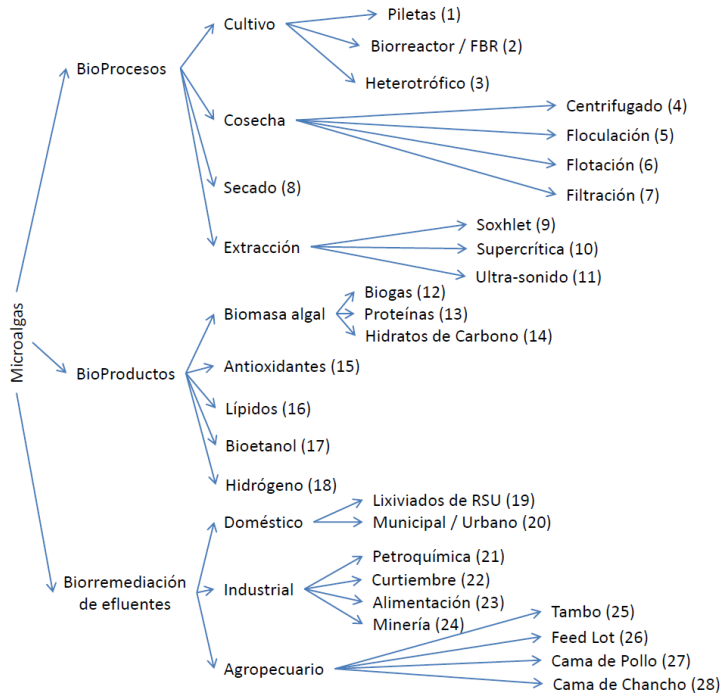 Microalgas
BioProcesos
Cultivo
Piletas (1)
Biorreactor / FBR (2)
Heterotrófico (3)
Cosecha
Centrifugado (4)
Floculación (5)
Flotación (6)
Filtración (7)
Secado (8)
Extracción
Soxhlet (9)
Supercrítica (10)
Ultra-sonido (11)
BioProductos
Biomasa algal
Biogas (12)
Proteínas (13)
Hidratos de Carbono (14)
Antioxidantes (15)
Lípidos (16)
Bioetanol (17)
Hidrógeno (18)
Biorremediación
de efluentes
Doméstico
Lixiviados de RSU (19)
Municipal / Urbano (20)
Industrial
Petroquímica (21)
Curtiembre (22)
Alimentación (23)
Minería (24)
Agropecuario
Tambo (25)
Feed Lot (26)
Cama de Pollo (27)
Cama de Chancho (28)